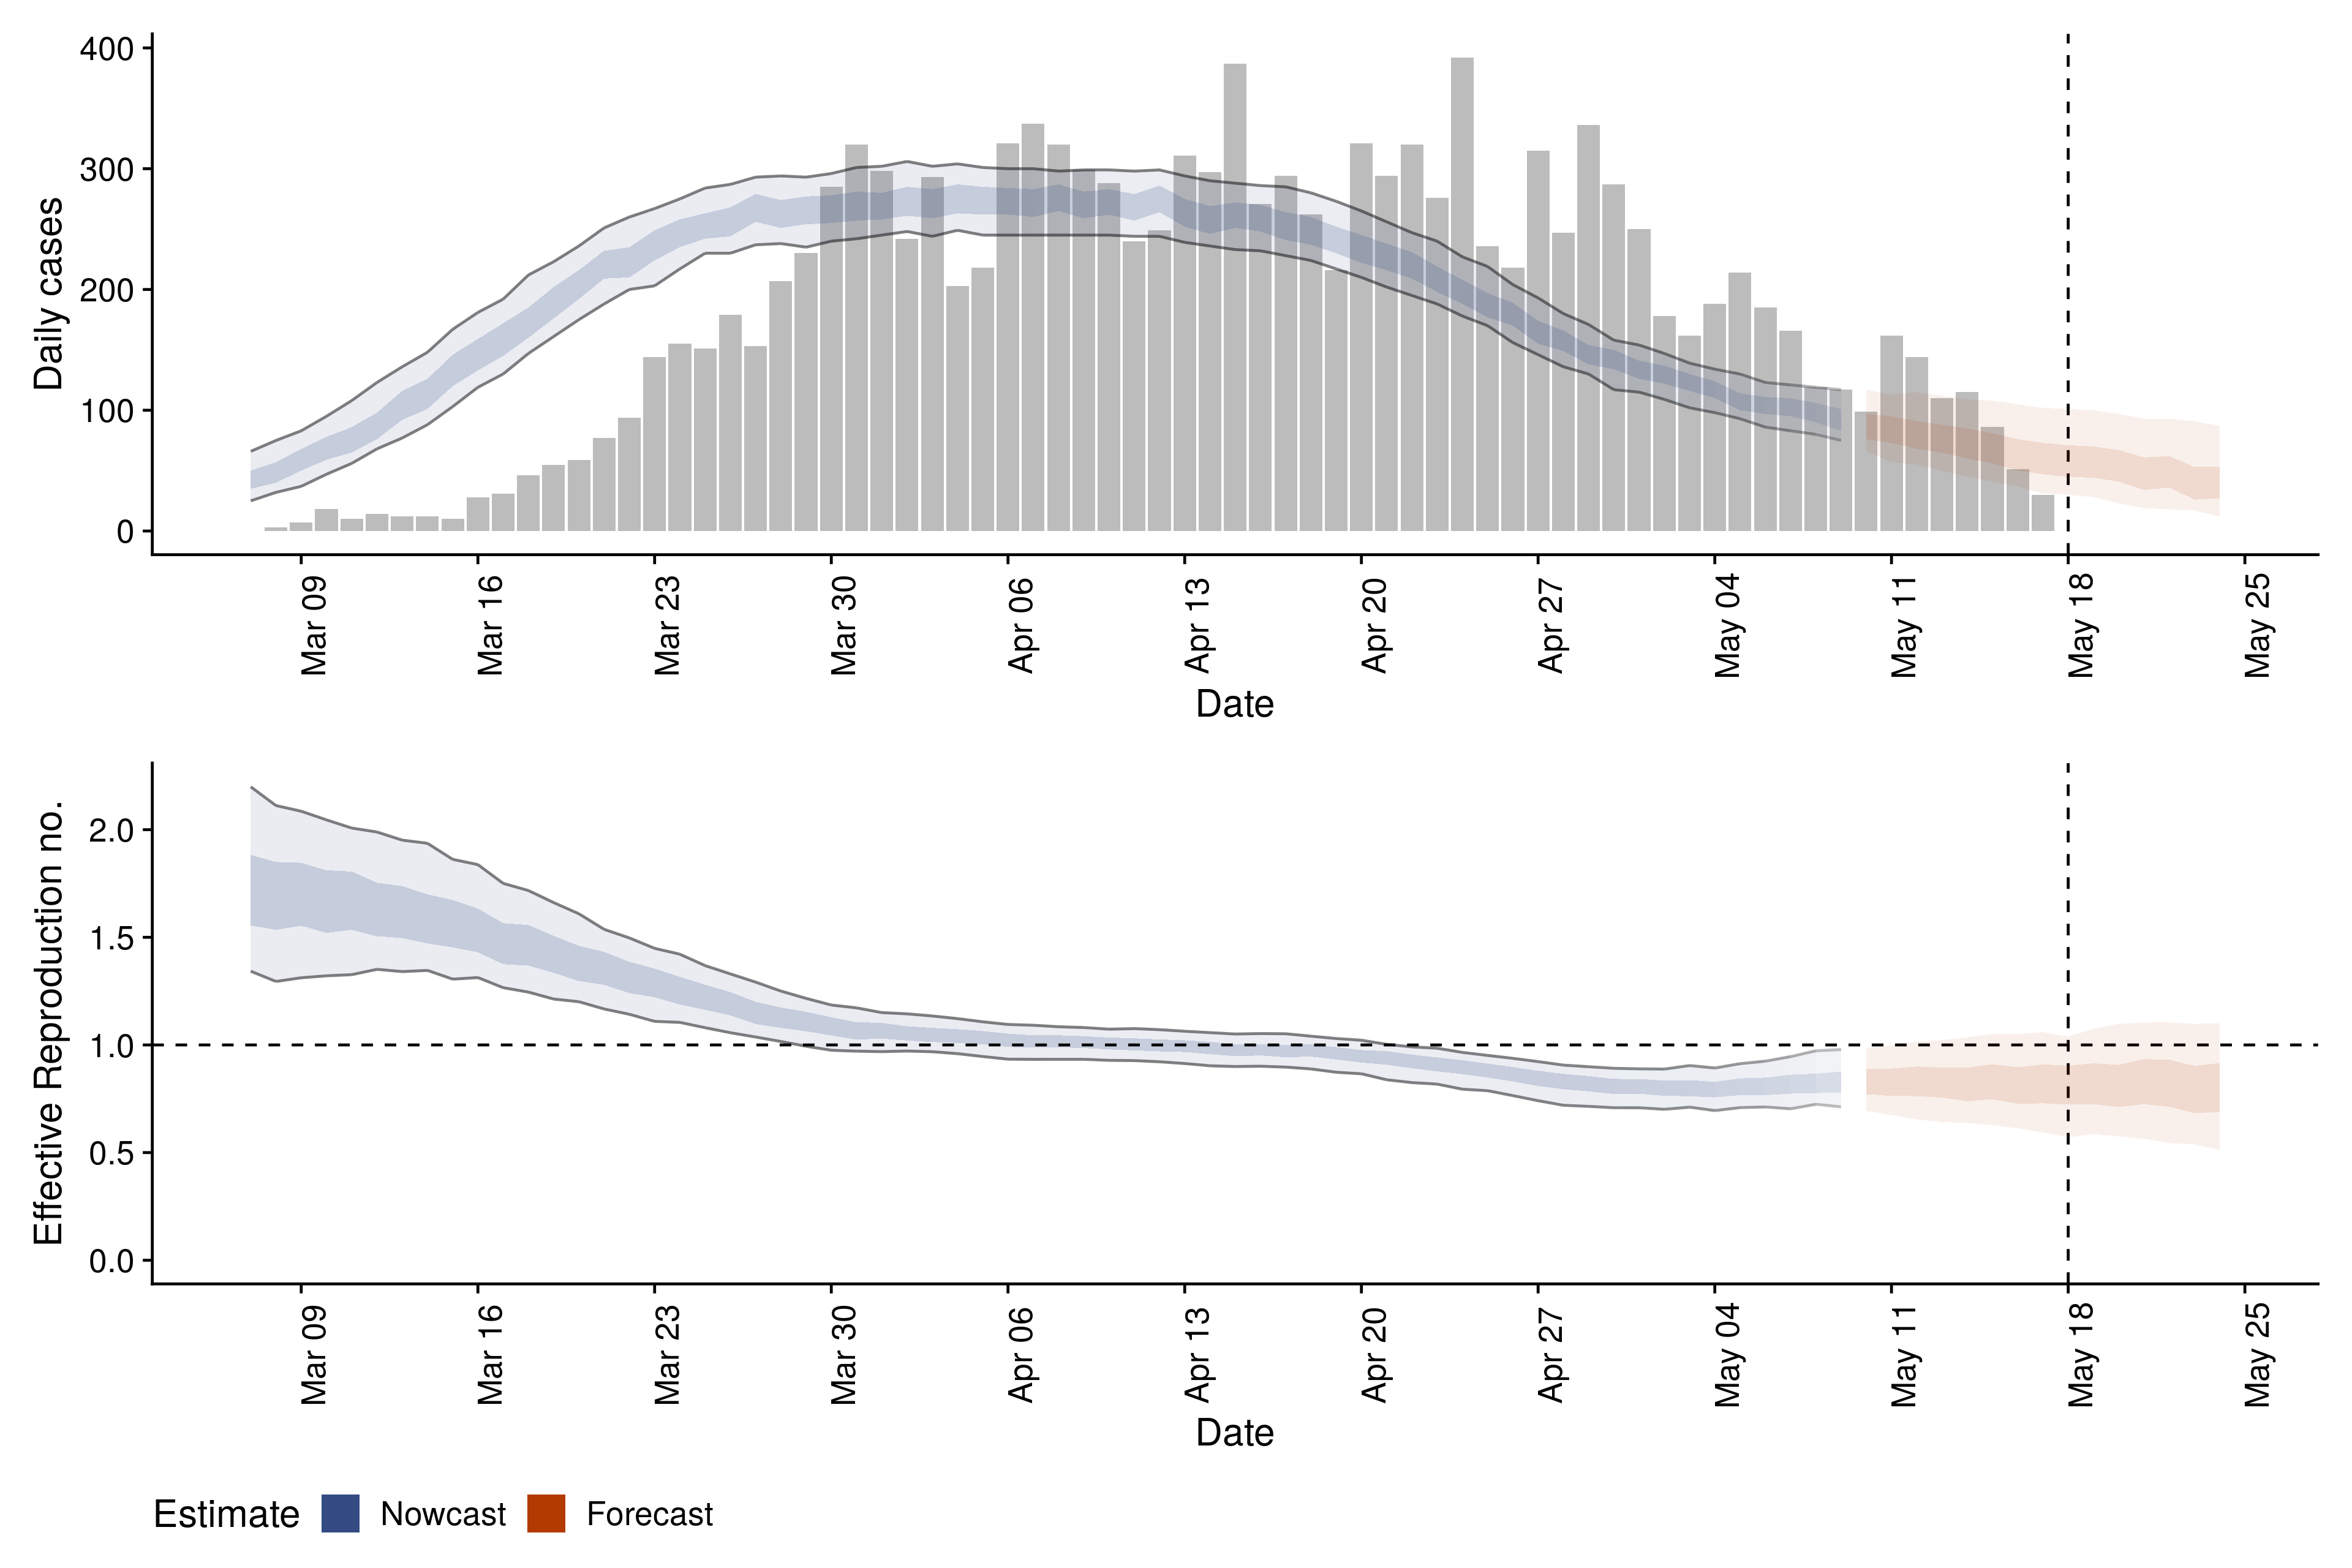 400
300
200
100
0
Daily cases
Mar 09
Mar 16
Mar 23
Mar 30
Apr 06
Apr 13
Apr 20
Apr 27
May 04
May 11
May 18
May 25
Date
2.0
1.5
1.0
0.5
0.0
Effective Reproduction no.
Mar 09
Mar 16
Mar 23
Mar 30
Apr 06
Apr 13
Apr 20
Apr 27
May 04
May 11
May 18
May 25
Date
Estimate Nowcast Forecast